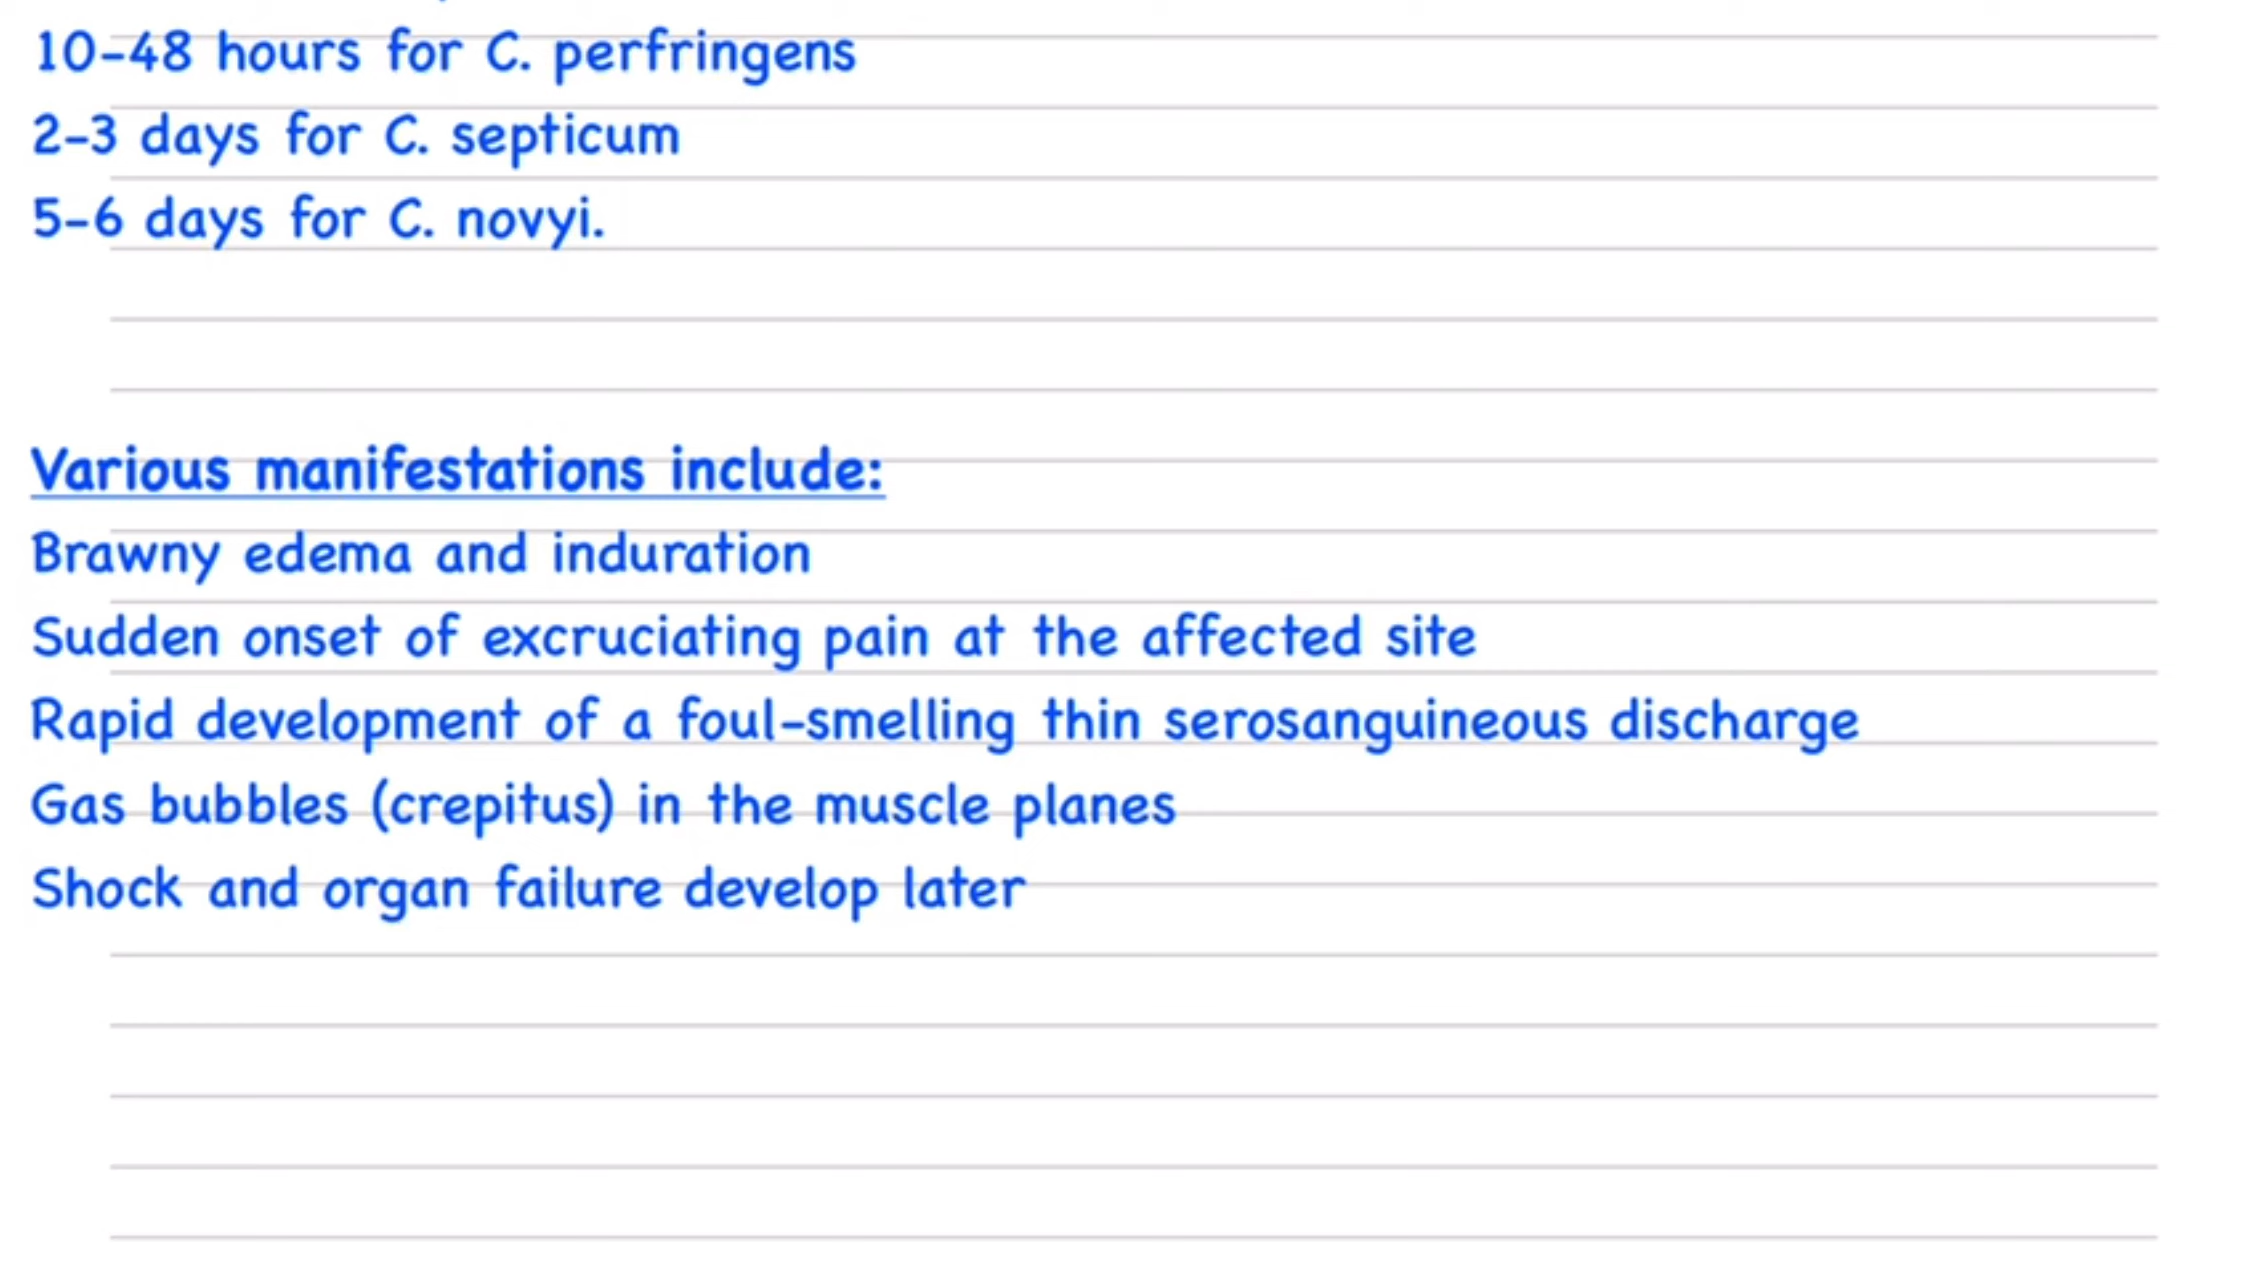 10-48 hours for C. perfringens
2-3 days for C. septicum
5-6 days for C. novyi.
Various manifestations include:
Brawny edema and induration
Sudden onset of excruciating pain at the affected site
Rapid development of a foul-smelling thin serosanguineous discharge
Gas bubbles (crepitus) in the muscle planes
Shock and organ failure develop later